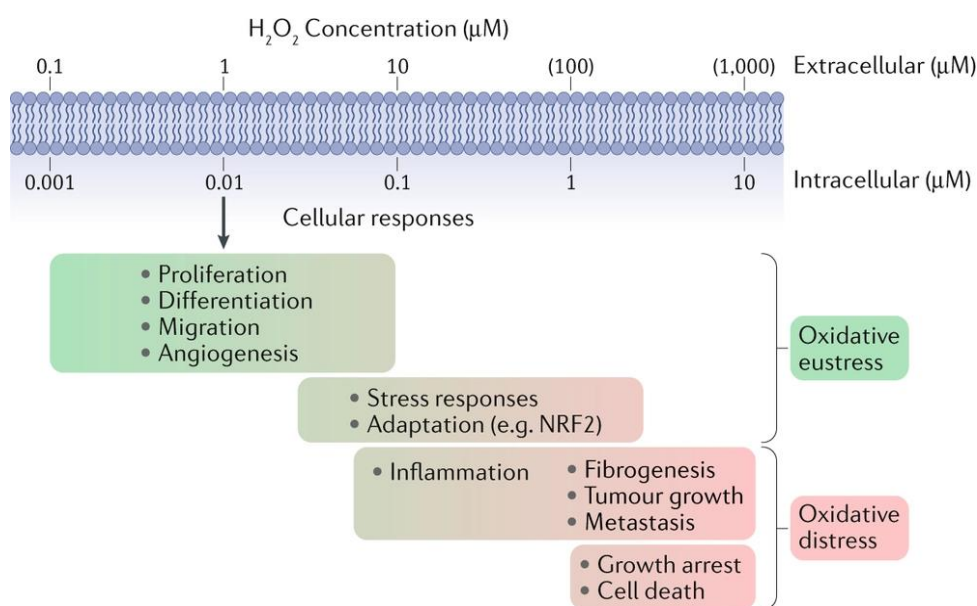 H₂O₂ Concentration (μM)
0.1 1 10 (100) (1,000) Extracellular (μM)
0.001 0.01 0.1 1 10 Intracellular (μM)
Cellular responses
• Proliferation
• Differentiation
• Migration
• Angiogenesis
Oxidative
eustress
• Stress responses
• Adaptation (e.g. NRF2)
• Inflammation
• Fibrogenesis
• Tumour growth
• Metastasis
Oxidative
distress
• Growth arrest
• Cell death